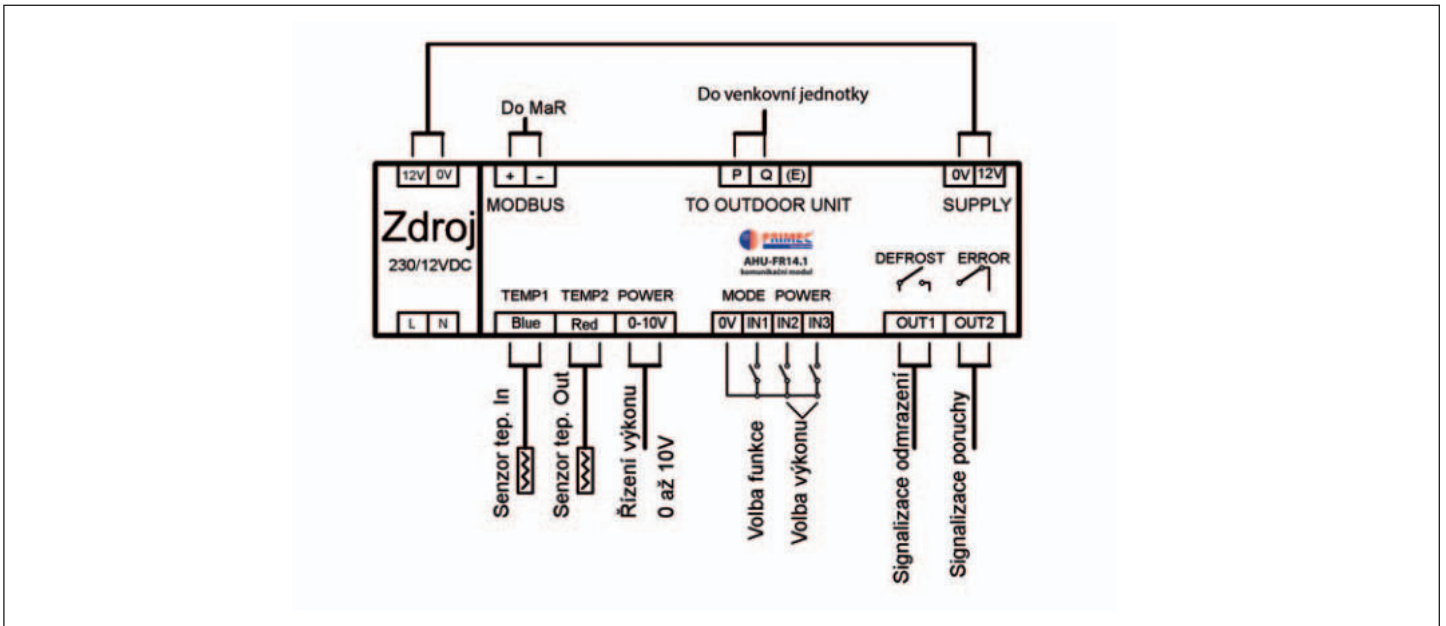 Do MaR
Do venkovní jednotky
12V 0V
+ -
P Q (E)
0V 12V
MODBUS
TO OUTDOOR UNIT
SUPPLY
Zdroj
230/12VDC
PRIMEC
AHU-FR14.1
komunikační modul
DEFROST ERROR
TEMP1 TEMP2 POWER
MODE POWER
L N
Blue Red 0-10V
0V IN1 IN2 IN3
OUT1 OUT2
Senzor tep. In
Senzor tep. Out
Řízení výkonu
0 až 10V
Volba funkce
Volba výkonu
Signalizace odmrazení
Signalizace poruchy